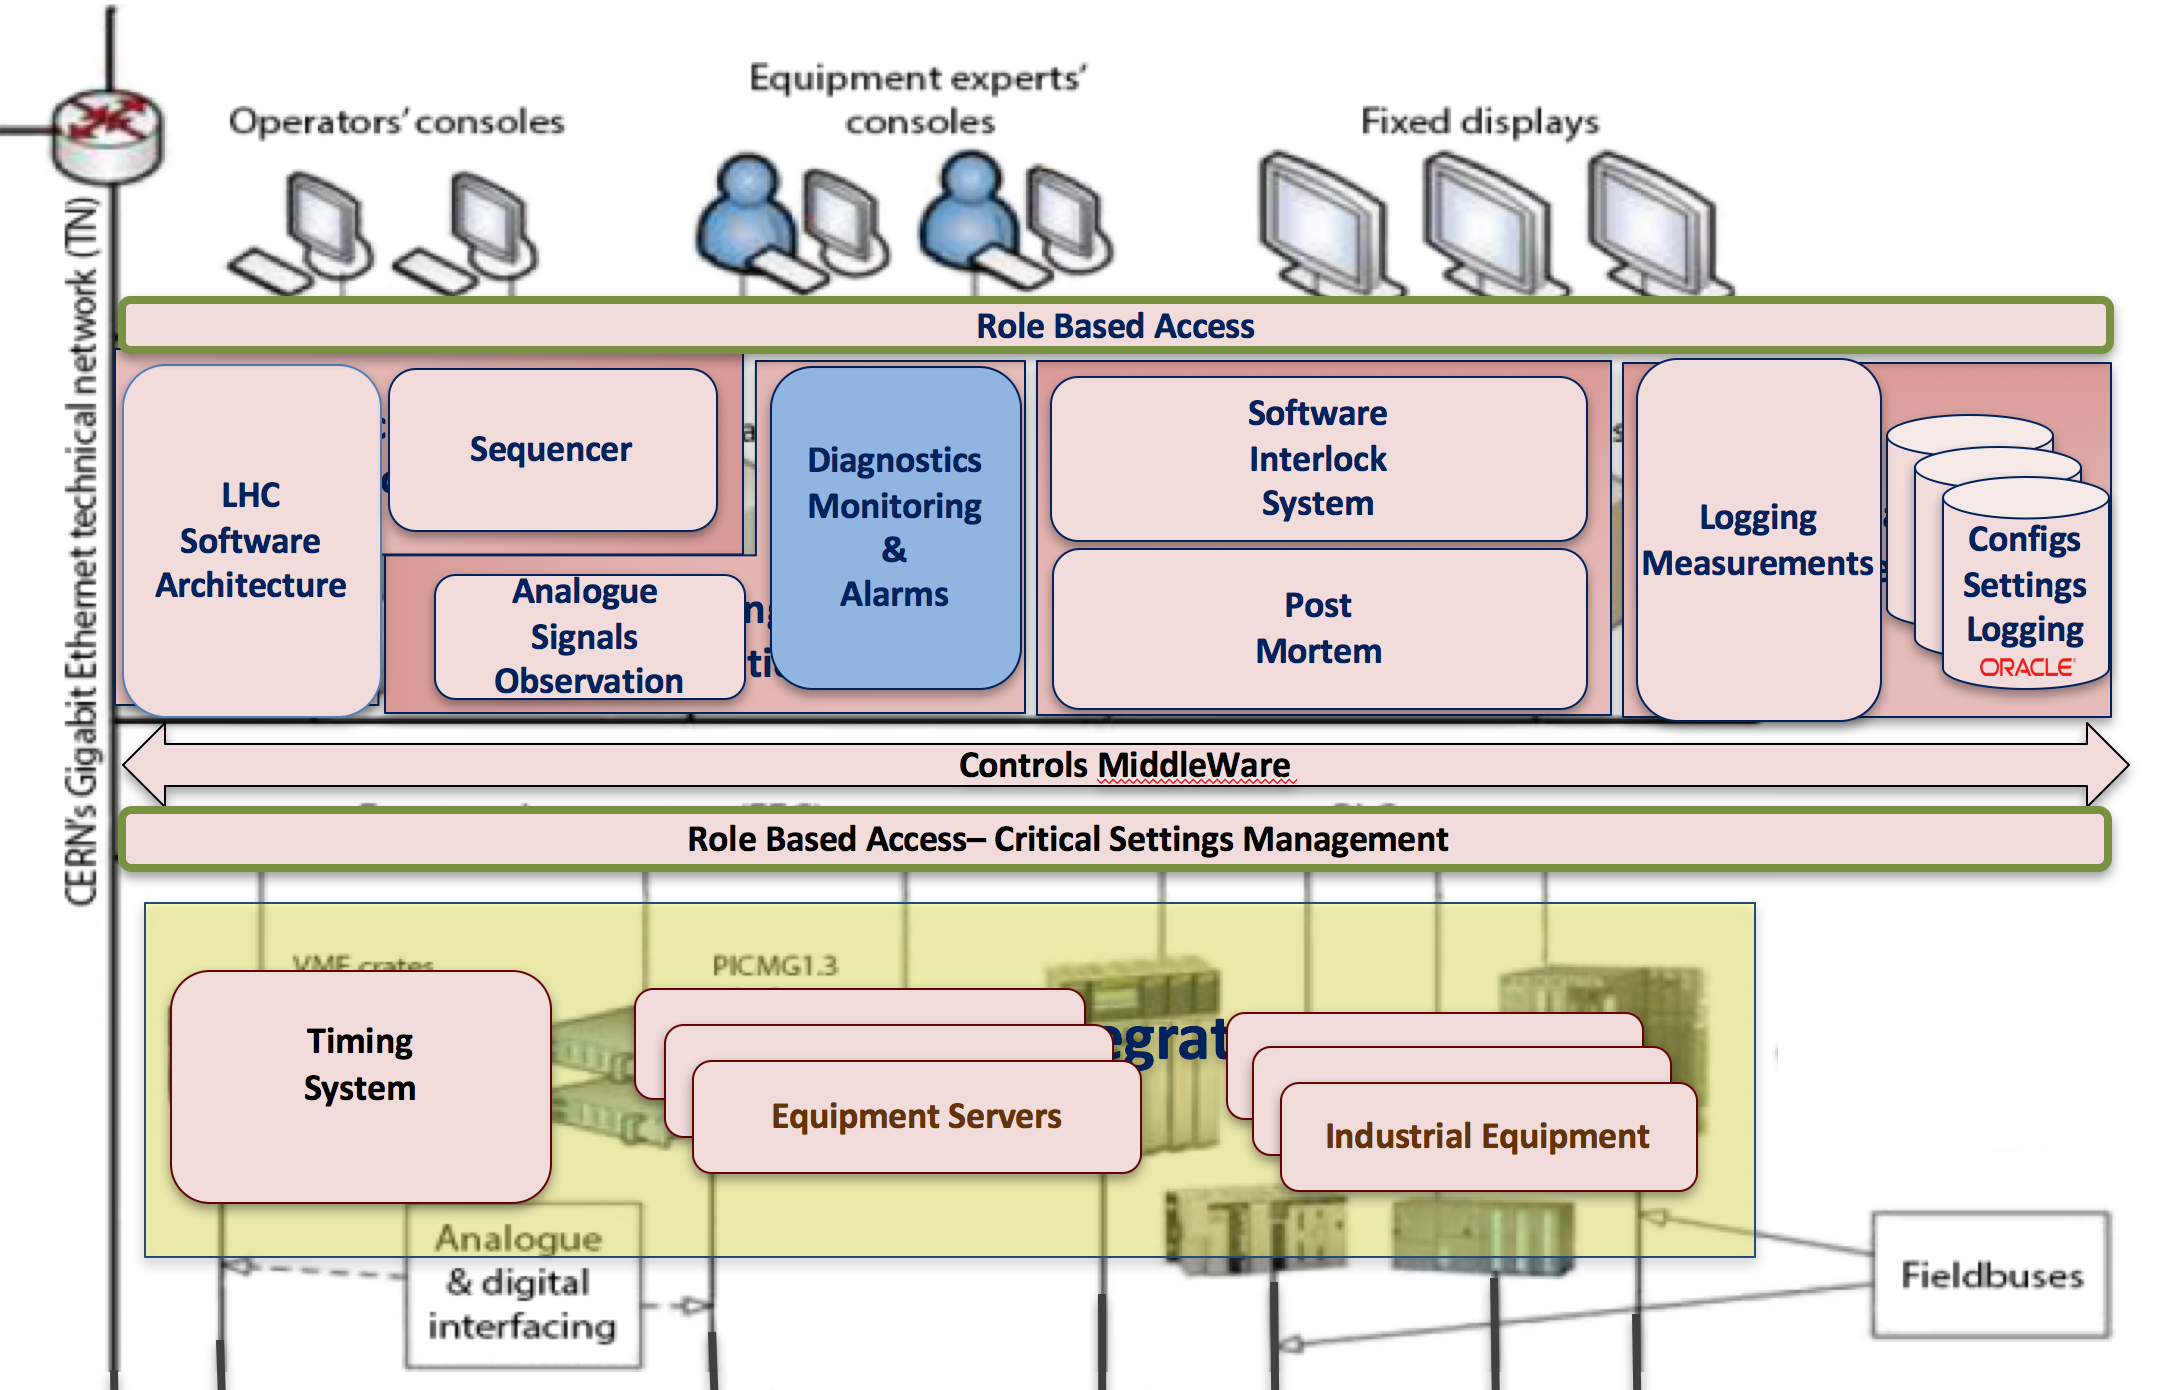 Equipment experts’
consoles
Operators’ consoles
Fixed displays
CERN's Gigabit Ethernet technical network (TN)
Role Based Access
LHC
Software
Architecture
Sequencer
Analogue
Signals
Observation
Diagnostics
Monitoring
&
Alarms
Software
Interlock
System
Post
Mortem
Logging
Measurements
Configs
Settings
Logging
ORACLE
Controls MiddleWare
Role Based Access– Critical Settings Management
VME crates
PICMG1.3
Timing
System
egrat
Equipment Servers
Industrial Equipment
Analogue
& digital
interfacing
Fieldbuses